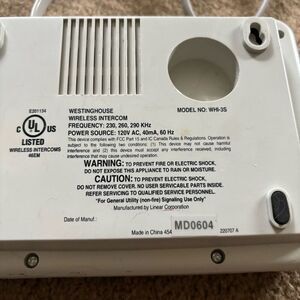 E201134
C UL US
LISTED
WIRELESS INTERCOMS
46EM
WESTINGHOUSE
WIRELESS INTERCOM
MODEL NO: WHI-3S
FREQUENCY: 230, 260, 290 KHz
POWER SOURCE: 120V AC, 40mA, 60 Hz
This device complies with FCC Part 15 and IC Canada Rules & Regulations. Operation is
subject to the following two conditions: (1) This device may not cause harmful
interference and (2) this device must accept any interference received, including
interference that may cause undesired operation.
WARNING: TO PREVENT FIRE OR ELECTRIC SHOCK,
DO NOT EXPOSE THIS APPLIANCE TO RAIN OR MOISTURE.
CAUTION: TO PREVENT ELECTRIC SHOCK,
DO NOT REMOVE COVER. NO USER SERVICABLE PARTS INSIDE.
REFER SERVICING TO QUALIFIED SERVICE PERSONNEL.
"For General Utility (non-fire) Signaling Use Only"
Manufactured by Linear Corporation
Date of Manuf.:
MD0604
Made in China 454
220707 A